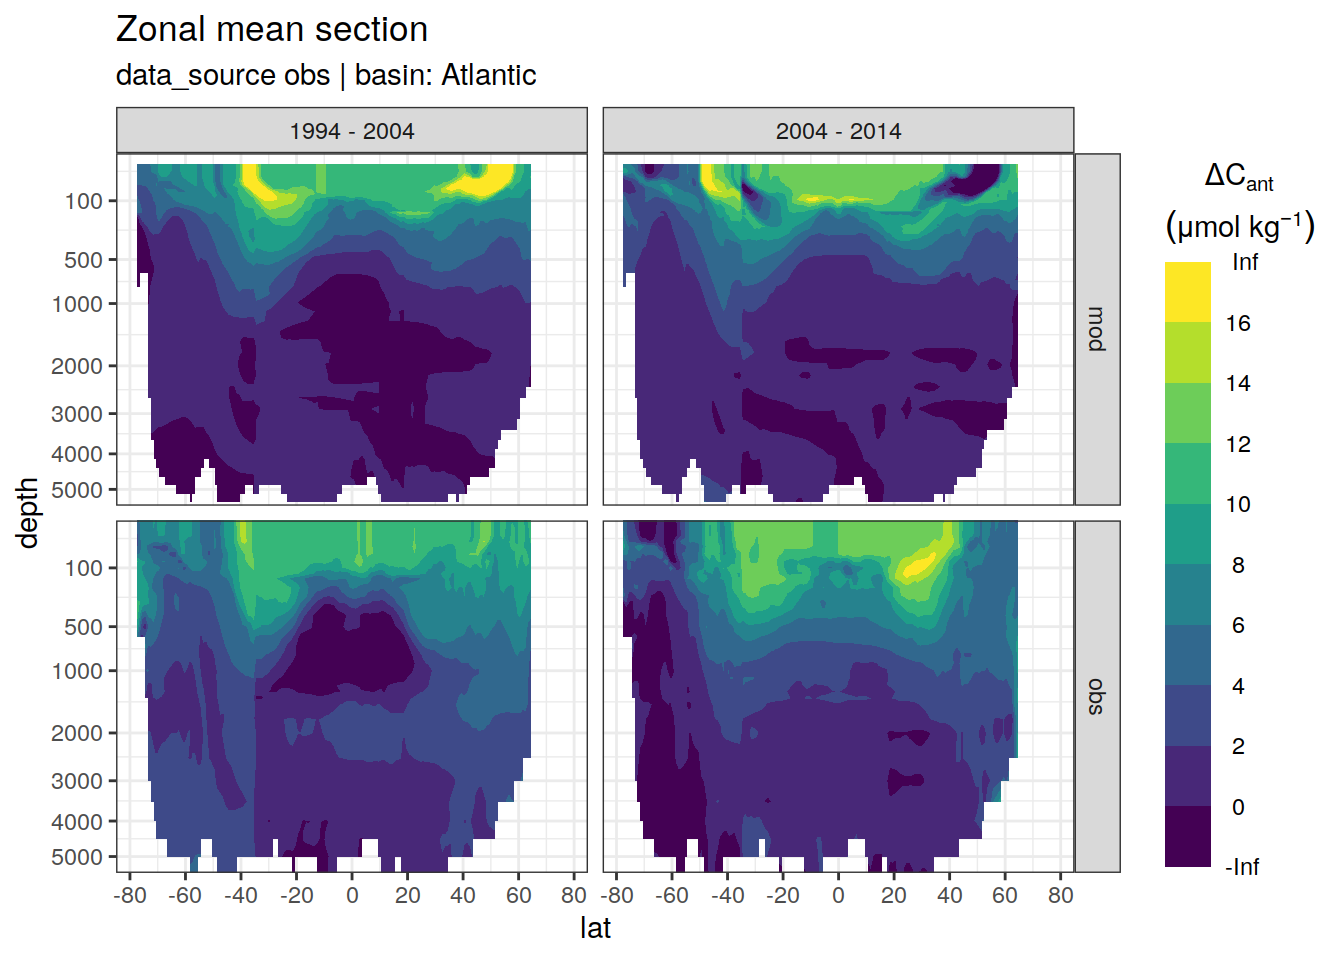 Zonal mean section
data_source obs | basin: Atlantic
1994 - 2004
2004 - 2014
ΔCant
(μmol kg⁻¹)
Inf
16
14
12
10
8
6
4
2
0
-Inf
depth
100
500
1000
2000
3000
4000
5000
mod
100
500
1000
2000
3000
4000
5000
obs
-80 -60 -40 -20 0 20 40 60 80
-80 -60 -40 -20 0 20 40 60 80
lat